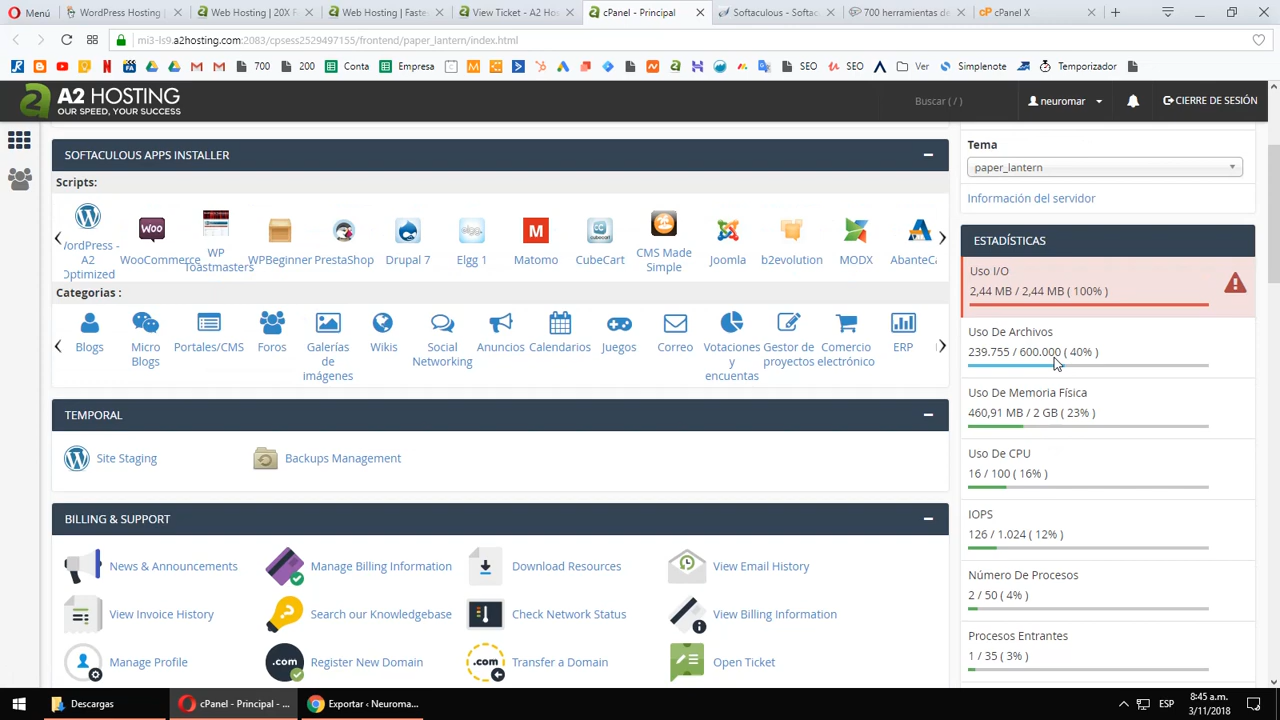 Menú
WordPress Hosting |
Web Hosting | 20X F
Web Hosting | Faste
View Ticket - A2 Hos
cPanel - Principal
Softaculous - Softac
700 herramientas de
cPanel X
mi3-ls9.a2hosting.com:2083/cpsess2529497155/frontend/paper_lantern/index.html
700
200
Conta
Empresa
SEO
SEO
Ver
Simplenote
Temporizador
A2 HOSTING
OUR SPEED, YOUR SUCCESS
Buscar ( / )
neuromar
CIERRE DE SESIÓN
SOFTACULOUS APPS INSTALLER
Scripts:
WordPress - A2 Optimized
WooCommerce
WP Toastmasters
WPBeginner
PrestaShop
Drupal 7
Elgg 1
Matomo
CubeCart
CMS Made Simple
Joomla
b2evolution
MODX
AbanteCa
Categorias :
Blogs
Micro Blogs
Portales/CMS
Foros
Galerías de imágenes
Wikis
Social Networking
Anuncios
Calendarios
Juegos
Correo
Votaciones y encuentas
Gestor de proyectos
Comercio electrónico
ERP
TEMPORAL
Site Staging
Backups Management
BILLING & SUPPORT
News & Announcements
Manage Billing Information
Download Resources
View Email History
View Invoice History
Search our Knowledgebase
Check Network Status
View Billing Information
Manage Profile
.com
Register New Domain
.com
Transfer a Domain
Open Ticket
Tema
paper_lantern
Información del servidor
ESTADÍSTICAS
Uso I/O
2,44 MB / 2,44 MB ( 100% )
Uso De Archivos
239.755 / 600.000 ( 40% )
Uso De Memoria Física
460,91 MB / 2 GB ( 23% )
Uso De CPU
16 / 100 ( 16% )
IOPS
126 / 1.024 ( 12% )
Número De Procesos
2 / 50 ( 4% )
Procesos Entrantes
1 / 35 ( 3% )
Descargas
cPanel - Principal - ...
Exportar ‹ Neuroma...
ESP
8:45 a.m.
3/11/2018